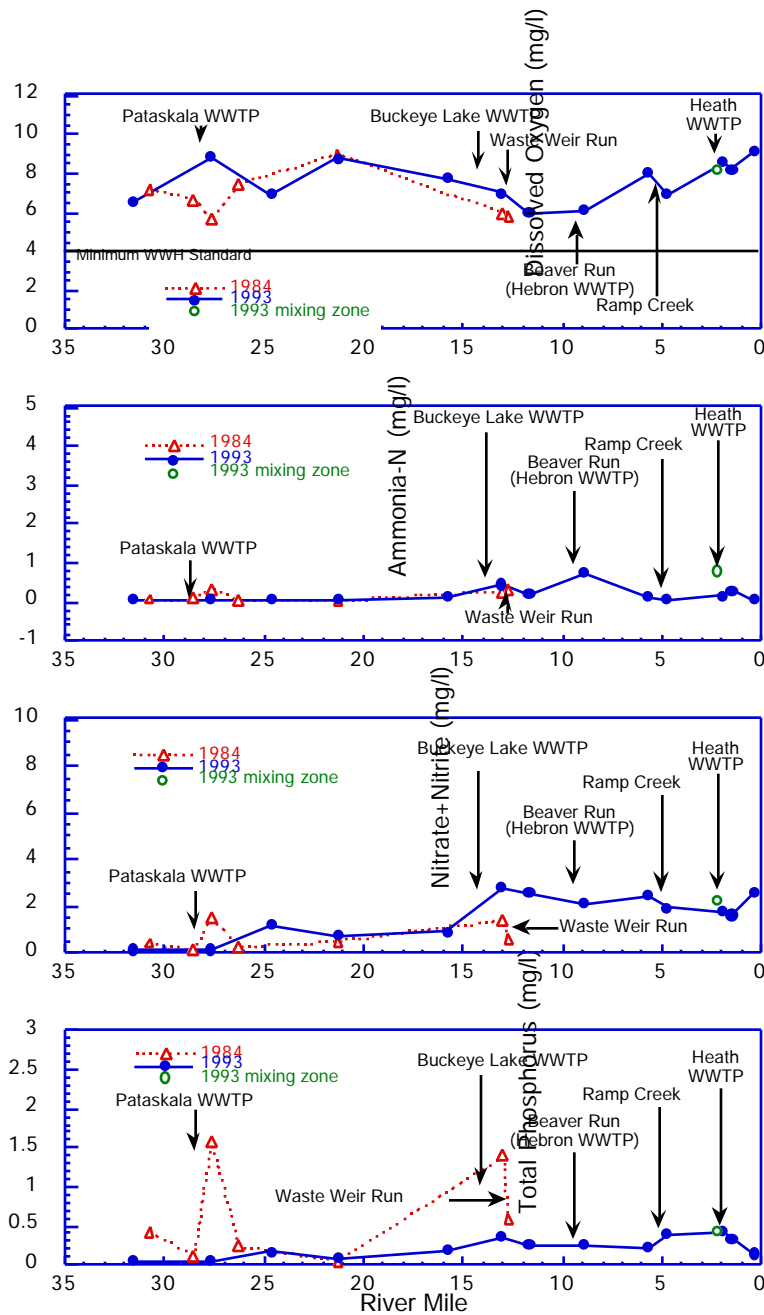 Dissolved Oxygen (mg/l)
12
10
8
6
4
2
0
Pataskala WWTP
Buckeye Lake WWTP
Waste Weir Run
Heath
WWTP
Minimum WWH Standard
Beaver Run
(Hebron WWTP)
Ramp Creek
1984
1993
1993 mixing zone
35 30 25 20 15 10 5 0
Ammonia-N (mg/l)
5
4
3
2
1
0
-1
1984
1993
1993 mixing zone
Pataskala WWTP
Buckeye Lake WWTP
Waste Weir Run
Beaver Run
(Hebron WWTP)
Ramp Creek
Heath
WWTP
35 30 25 20 15 10 5 0
Nitrate+Nitrite (mg/l)
10
8
6
4
2
0
1984
1993
1993 mixing zone
Pataskala WWTP
Buckeye Lake WWTP
Beaver Run
(Hebron WWTP)
Ramp Creek
Heath
WWTP
Waste Weir Run
35 30 25 20 15 10 5 0
Total Phosphorus (mg/l)
3
2.5
2
1.5
1
0.5
0
1984
1993
1993 mixing zone
Pataskala WWTP
Waste Weir Run
Buckeye Lake WWTP
Beaver Run
(Hebron WWTP)
Ramp Creek
Heath
WWTP
35 30 25 20 15 10 5 0
River Mile